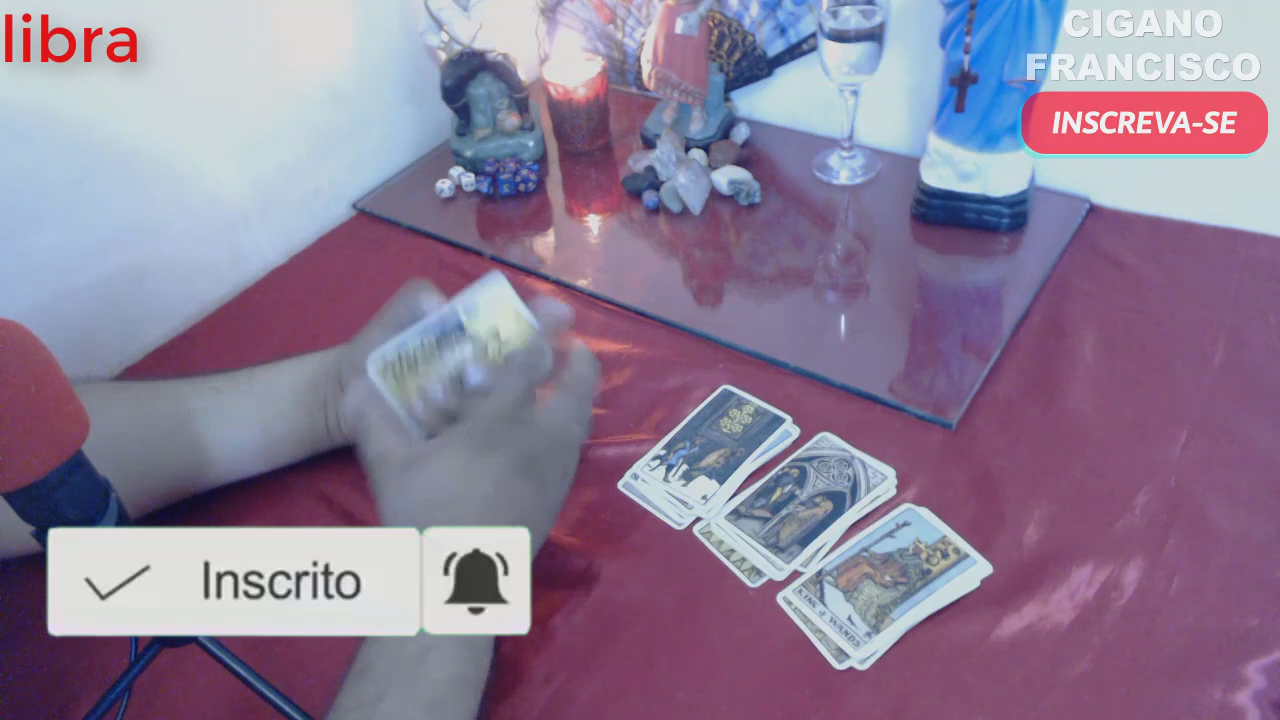 libra
CIGANO
FRANCISCO
INSCREVA-SE
Inscrito
KING of WANDS